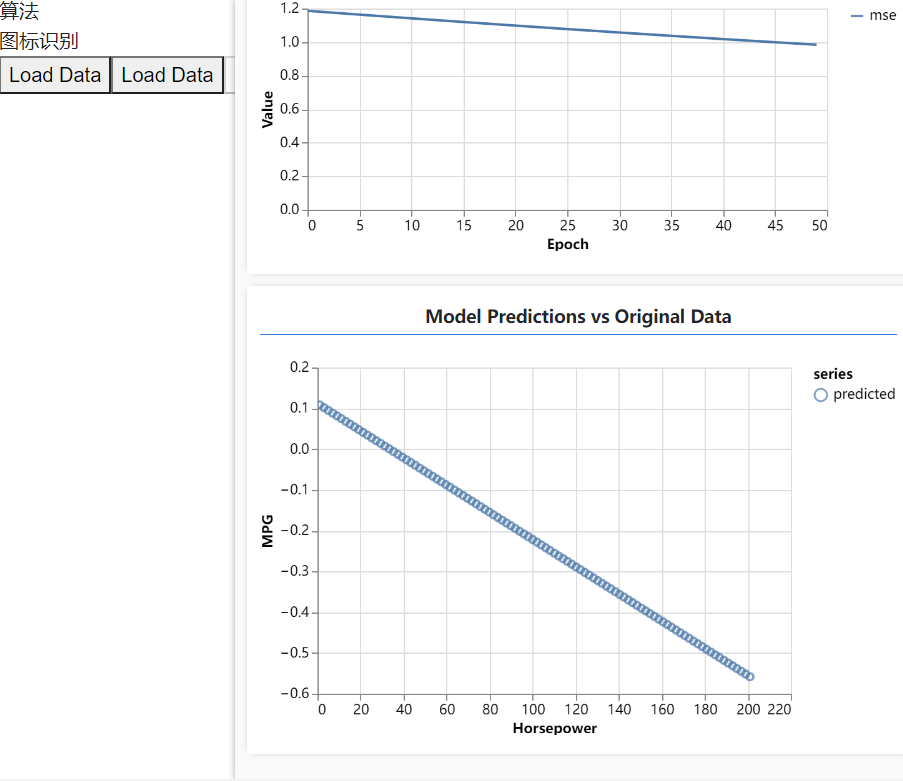 算法
图标识别
Load Data Load Data
1.2
1.0
0.8
0.6
0.4
0.2
0.0
Value
0 5 10 15 20 25 30 35 40 45 50
Epoch
mse
Model Predictions vs Original Data
0.2
0.1
0.0
−0.1
−0.2
−0.3
−0.4
−0.5
−0.6
MPG
0 20 40 60 80 100 120 140 160 180 200 220
Horsepower
series
predicted